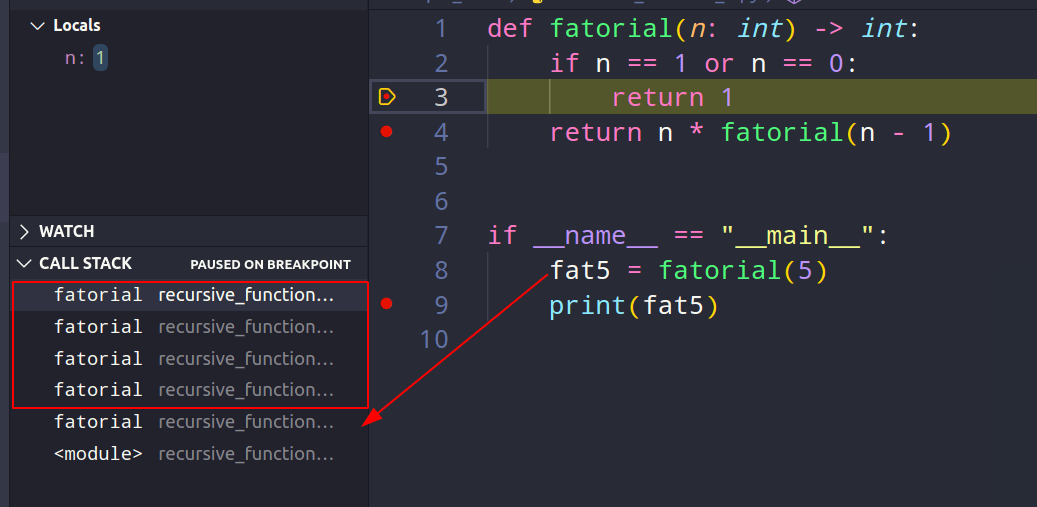 Locals
n: 1
WATCH
CALL STACK PAUSED ON BREAKPOINT
fatorial recursive_function…
fatorial recursive_function…
fatorial recursive_function…
fatorial recursive_function…
fatorial recursive_function…
<module> recursive_function…
1 def fatorial(n: int) -> int:
2     if n == 1 or n == 0:
3         return 1
4     return n * fatorial(n - 1)
5
6
7 if __name__ == "__main__":
8     fat5 = fatorial(5)
9     print(fat5)
10